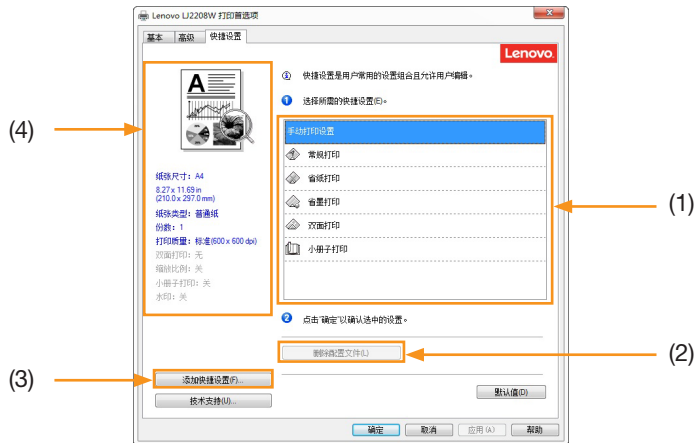 Lenovo LJ2208W 打印首选项
基本 高级 快捷设置
Lenovo
快捷设置是用户常用的设置组合且允许用户编辑。
1 选择所需的快捷设置(E)。
手动打印设置
常规打印
省纸打印
省墨打印
双面打印
小册子打印
(4)
(1)
纸张尺寸: A4
8.27 x 11.69 in
(210.0 x 297.0 mm)
纸张类型: 普通纸
份数: 1
打印质量: 标准(600 x 600 dpi)
双面打印: 无
缩放比例: 关
小册子打印: 关
水印: 关
2 点击"确定"以确认选中的设置。
删除配置文件(L)
(2)
(3)
添加快捷设置(F)...
技术支持(U)...
默认值(D)
确定 取消 应用(A) 帮助